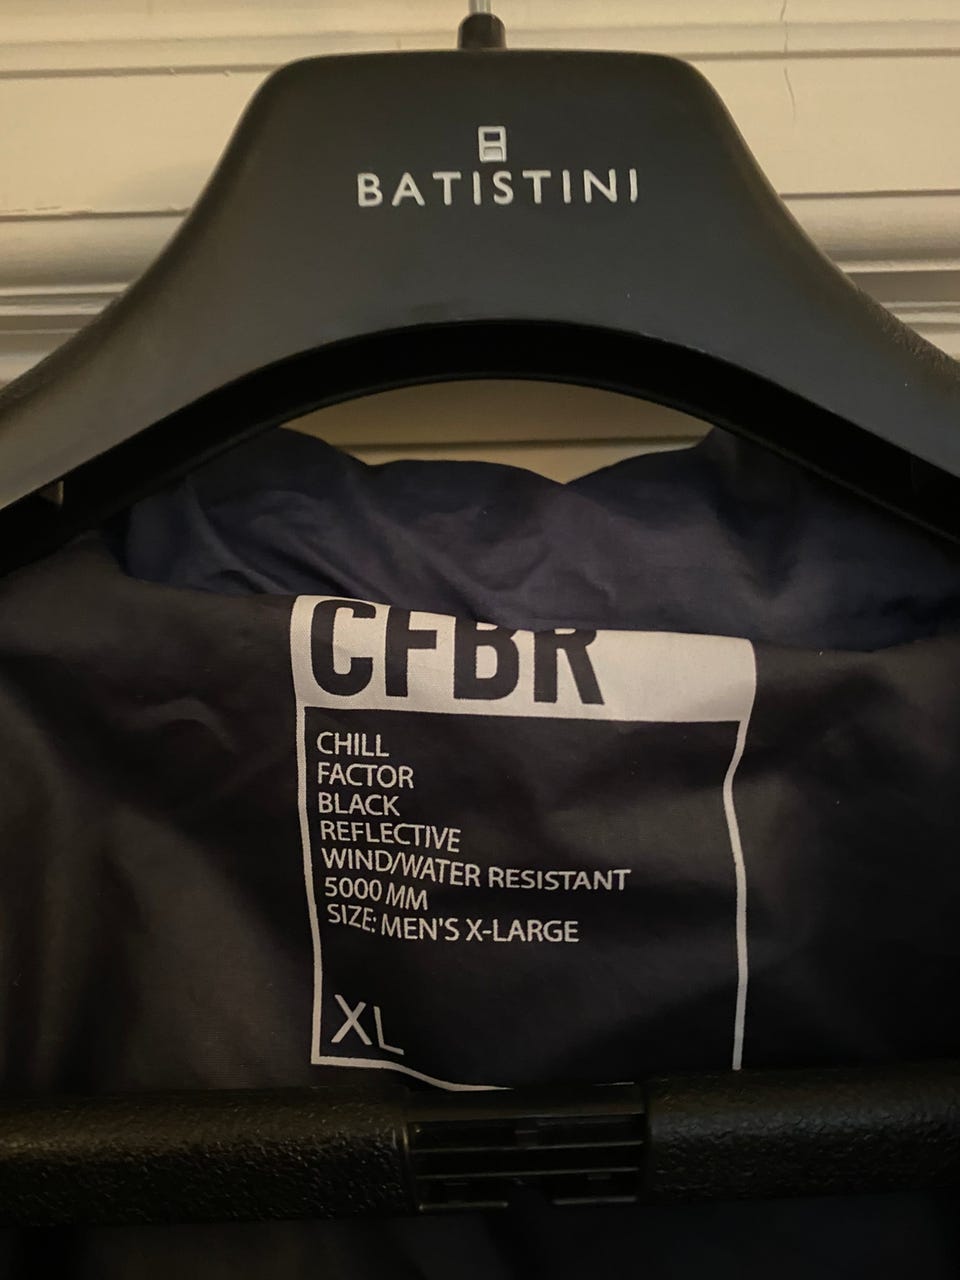 BATISTINI
CFBR
CHILL
FACTOR
BLACK
REFLECTIVE
WIND/WATER RESISTANT
5000 MM
SIZE: MEN'S X-LARGE
XL